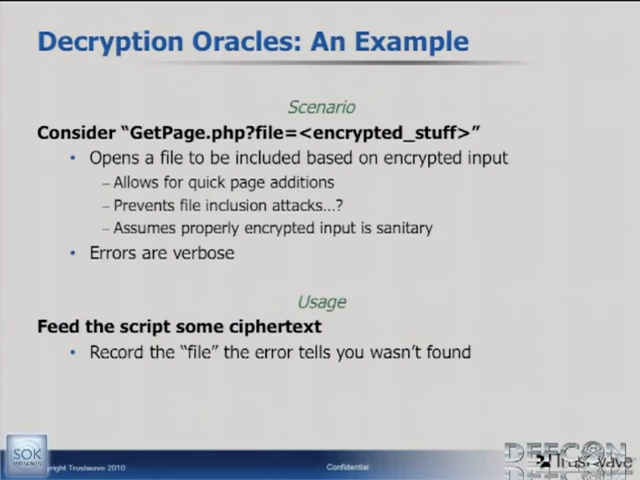 Decryption Oracles: An Example
Scenario
Consider “GetPage.php?file=<encrypted_stuff>”
• Opens a file to be included based on encrypted input
– Allows for quick page additions
– Prevents file inclusion attacks…?
– Assumes properly encrypted input is sanitary
• Errors are verbose
Usage
Feed the script some ciphertext
• Record the “file” the error tells you wasn’t found
SOK
pyright Trustwave 2010
Confidential
DEFCON
Trustwave